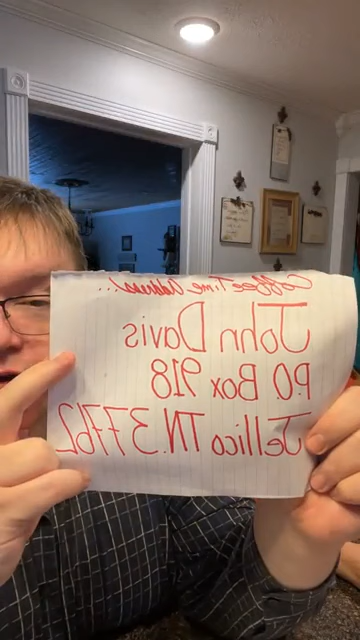 Coffee Time Address!!!
John Davis
P.O. Box 918
Jellico TN. 37762